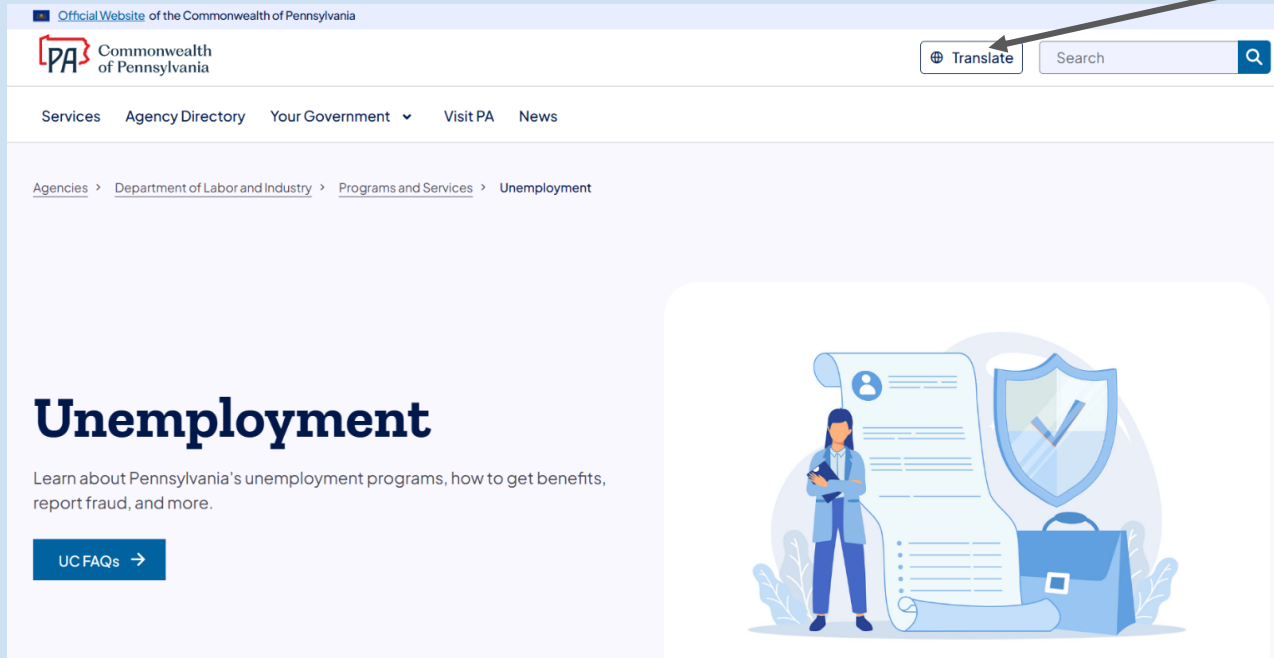 Official Website of the Commonwealth of Pennsylvania
PA Commonwealth
of Pennsylvania
Translate
Search
Services Agency Directory Your Government Visit PA News
Agencies > Department of Labor and Industry > Programs and Services > Unemployment
Unemployment
Learn about Pennsylvania's unemployment programs, how to get benefits,
report fraud, and more.
UC FAQs →